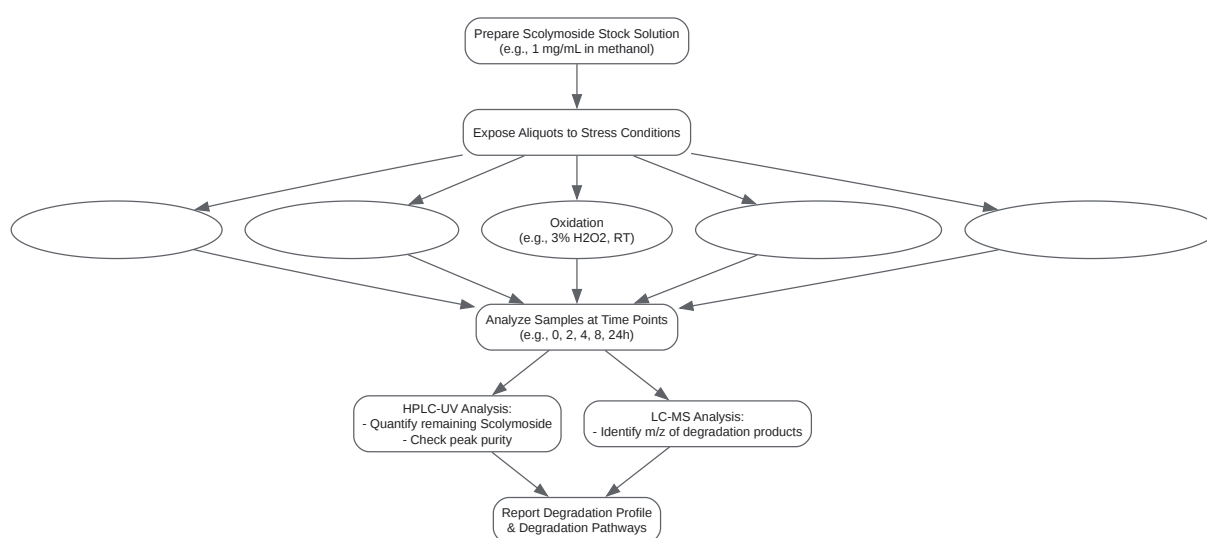 Prepare Scolymoside Stock Solution
(e.g., 1 mg/mL in methanol)
Expose Aliquots to Stress Conditions
Oxidation
(e.g., 3% H2O2, RT)
Analyze Samples at Time Points
(e.g., 0, 2, 4, 8, 24h)
HPLC-UV Analysis:
- Quantify remaining Scolymoside
- Check peak purity
LC-MS Analysis:
- Identify m/z of degradation products
Report Degradation Profile
& Degradation Pathways